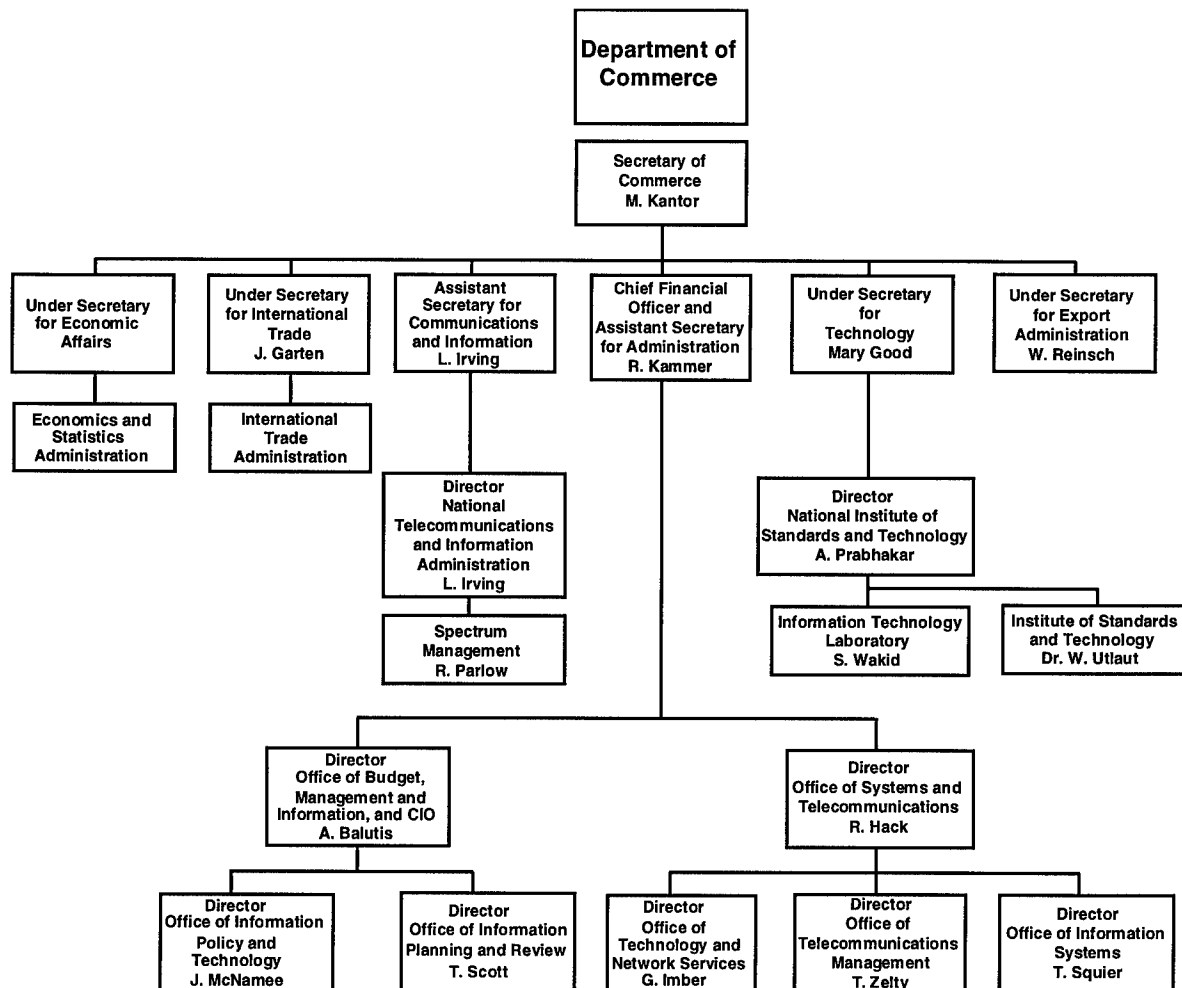 Department of
Commerce
Secretary of
Commerce
M. Kantor
Under Secretary
for Economic
Affairs
Under Secretary
for International
Trade
J. Garten
Assistant
Secretary for
Communications
and Information
L. Irving
Chief Financial
Officer and
Assistant Secretary
for Administration
R. Kammer
Under Secretary
for
Technology
Mary Good
Under Secretary
for Export
Administration
W. Reinsch
Economics and
Statistics
Administration
International
Trade
Administration
Director
National
Telecommunications
and Information
Administration
L. Irving
Director
National Institute of
Standards and Technology
A. Prabhakar
Spectrum
Management
R. Parlow
Information Technology
Laboratory
S. Wakid
Institute of Standards
and Technology
Dr. W. Utlaut
Director
Office of Budget,
Management and
Information, and CIO
A. Balutis
Director
Office of Systems and
Telecommunications
R. Hack
Director
Office of Information
Policy and
Technology
J. McNamee
Director
Office of Information
Planning and Review
T. Scott
Director
Office of
Technology and
Network Services
G. Imber
Director
Office of
Telecommunications
Management
T. Zelty
Director
Office of Information
Systems
T. Squier